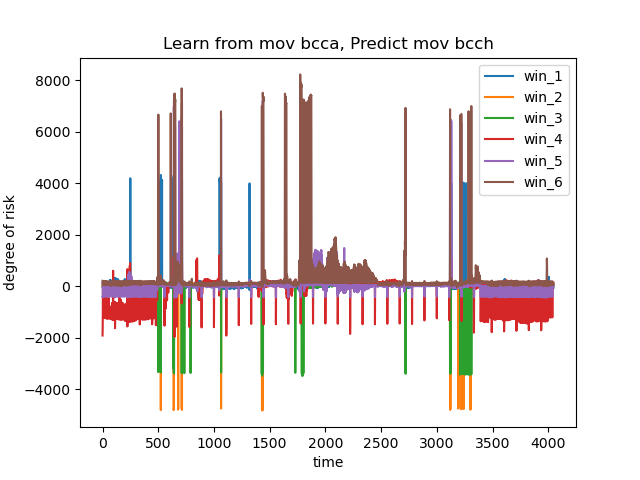 Learn from mov bcca, Predict mov bcch
degree of risk
8000
6000
4000
2000
0
−2000
−4000
win_1
win_2
win_3
win_4
win_5
win_6
0 500 1000 1500 2000 2500 3000 3500 4000
time